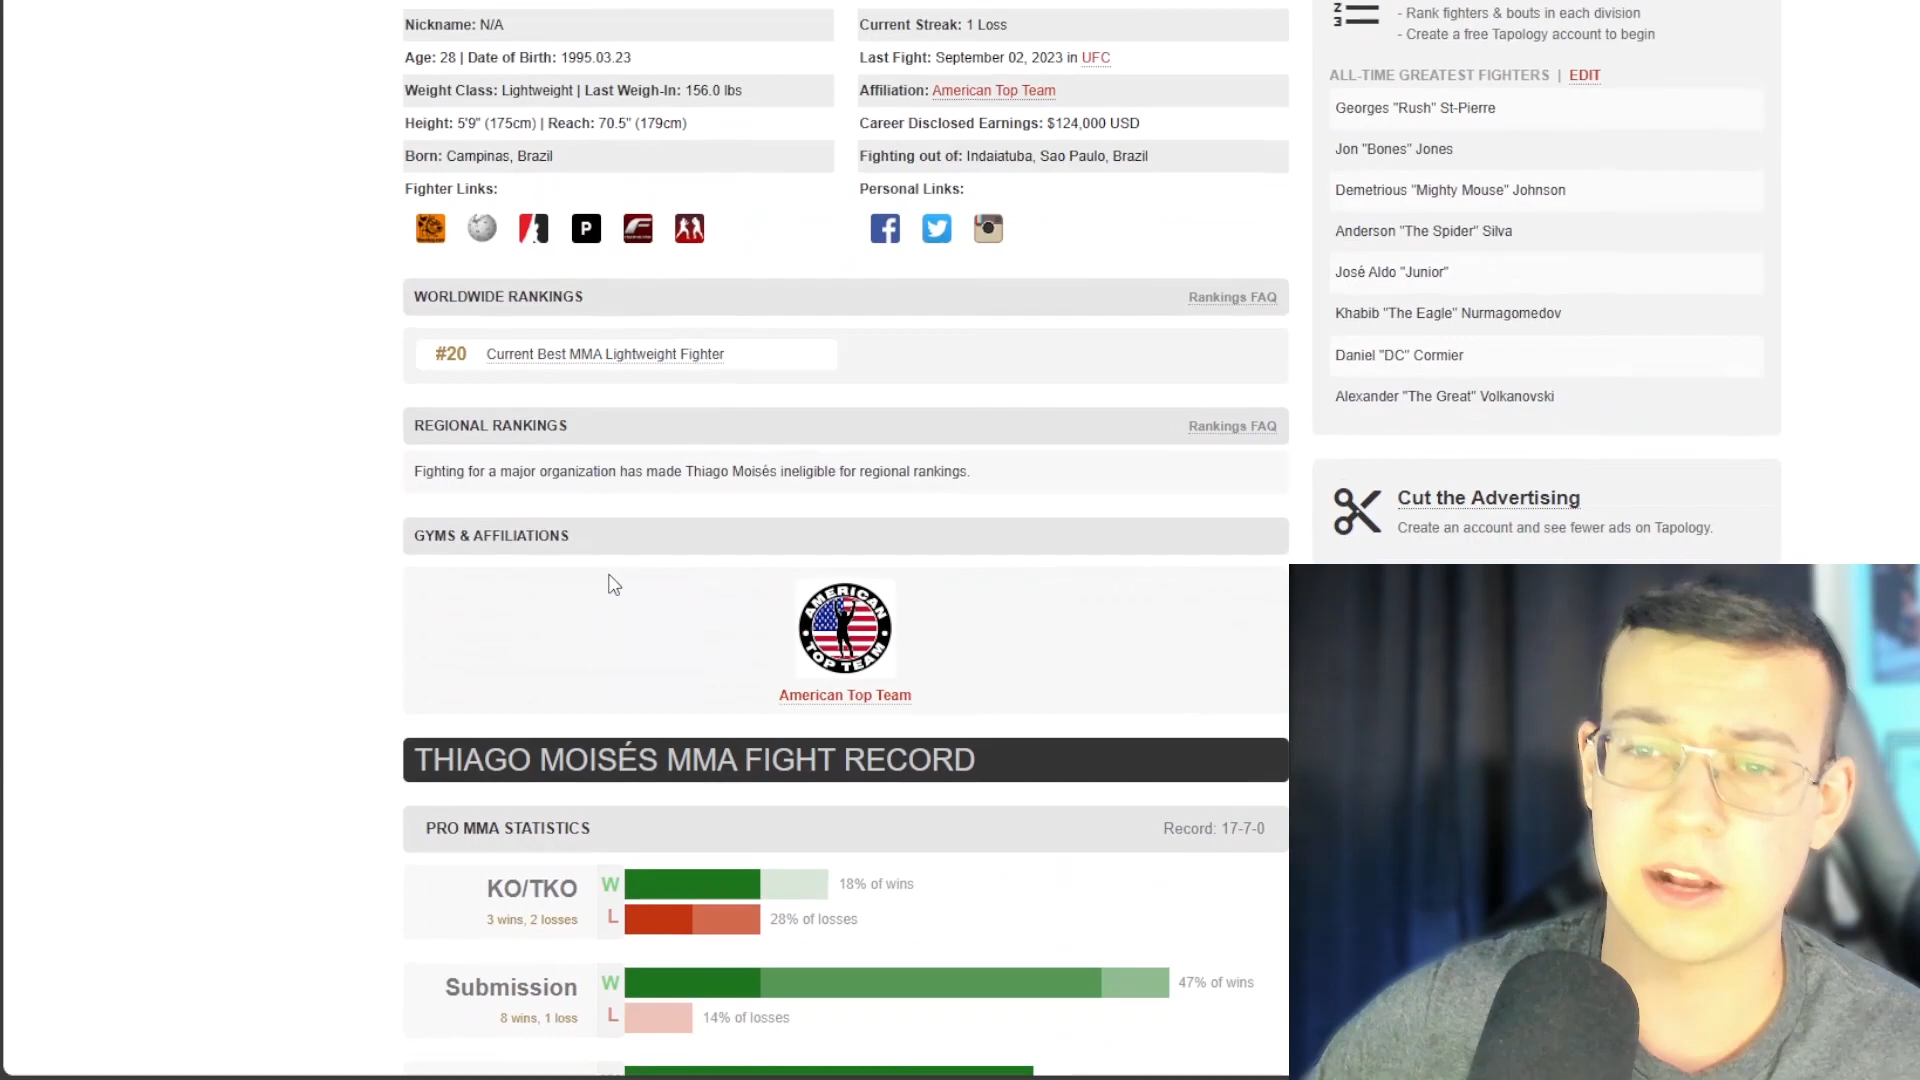 Nickname: N/A
Age: 28 | Date of Birth: 1995.03.23
Weight Class: Lightweight | Last Weigh-In: 156.0 lbs
Height: 5'9" (175cm) | Reach: 70.5" (179cm)
Born: Campinas, Brazil
Fighter Links:
P
Current Streak: 1 Loss
Last Fight: September 02, 2023 in UFC
Affiliation: American Top Team
Career Disclosed Earnings: $124,000 USD
Fighting out of: Indaiatuba, Sao Paulo, Brazil
Personal Links:
WORLDWIDE RANKINGS
Rankings FAQ
#20 Current Best MMA Lightweight Fighter
REGIONAL RANKINGS
Rankings FAQ
Fighting for a major organization has made Thiago Moisés ineligible for regional rankings.
GYMS & AFFILIATIONS
AMERICAN
TOP TEAM
American Top Team
THIAGO MOISÉS MMA FIGHT RECORD
PRO MMA STATISTICS
Record: 17-7-0
KO/TKO
3 wins, 2 losses
W 18% of wins
L 28% of losses
Submission
8 wins, 1 loss
W 47% of wins
L 14% of losses
- Rank fighters & bouts in each division
- Create a free Tapology account to begin
ALL-TIME GREATEST FIGHTERS | EDIT
Georges "Rush" St-Pierre
Jon "Bones" Jones
Demetrious "Mighty Mouse" Johnson
Anderson "The Spider" Silva
José Aldo "Junior"
Khabib "The Eagle" Nurmagomedov
Daniel "DC" Cormier
Alexander "The Great" Volkanovski
Cut the Advertising
Create an account and see fewer ads on Tapology.